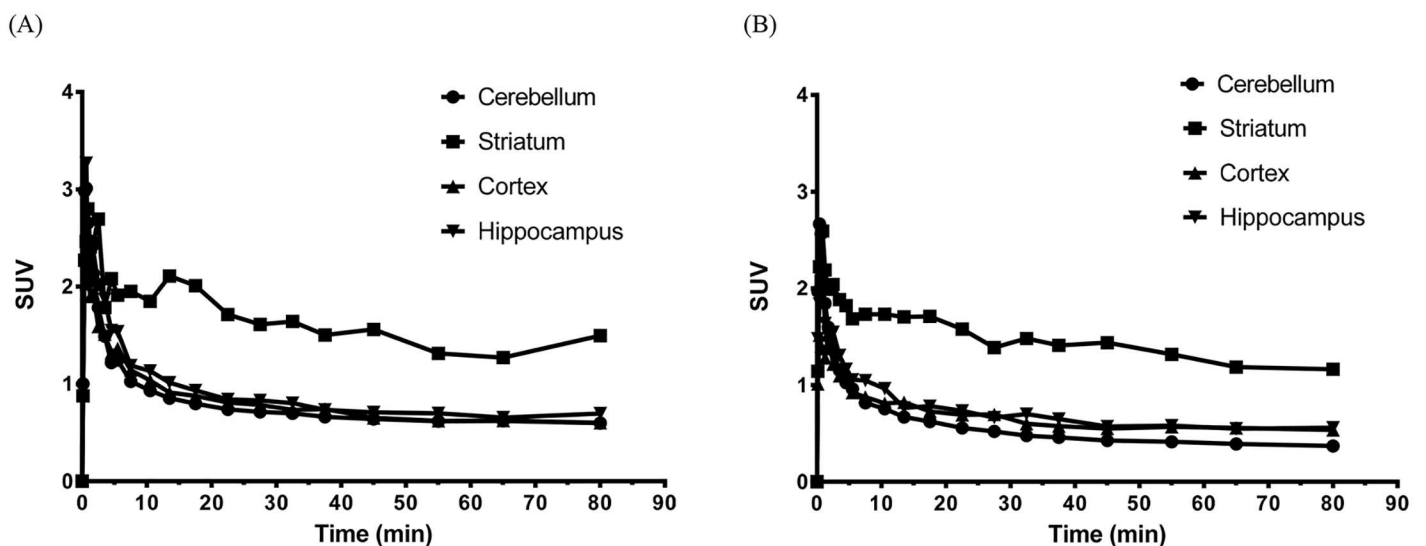 (A)
4
3
2
1
0
SUV
Cerebellum
Striatum
Cortex
Hippocampus
0 10 20 30 40 50 60 70 80 90
Time (min)
(B)
4
3
2
1
0
SUV
Cerebellum
Striatum
Cortex
Hippocampus
0 10 20 30 40 50 60 70 80 90
Time (min)